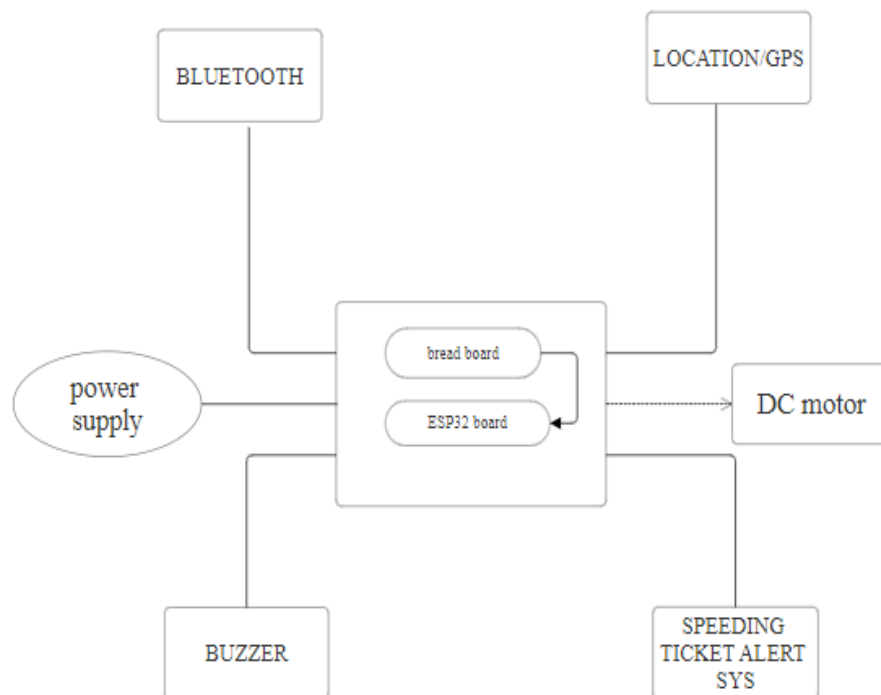 BLUETOOTH
LOCATION/GPS
bread board
power
supply
ESP32 board
DC motor
BUZZER
SPEEDING
TICKET ALERT
SYS